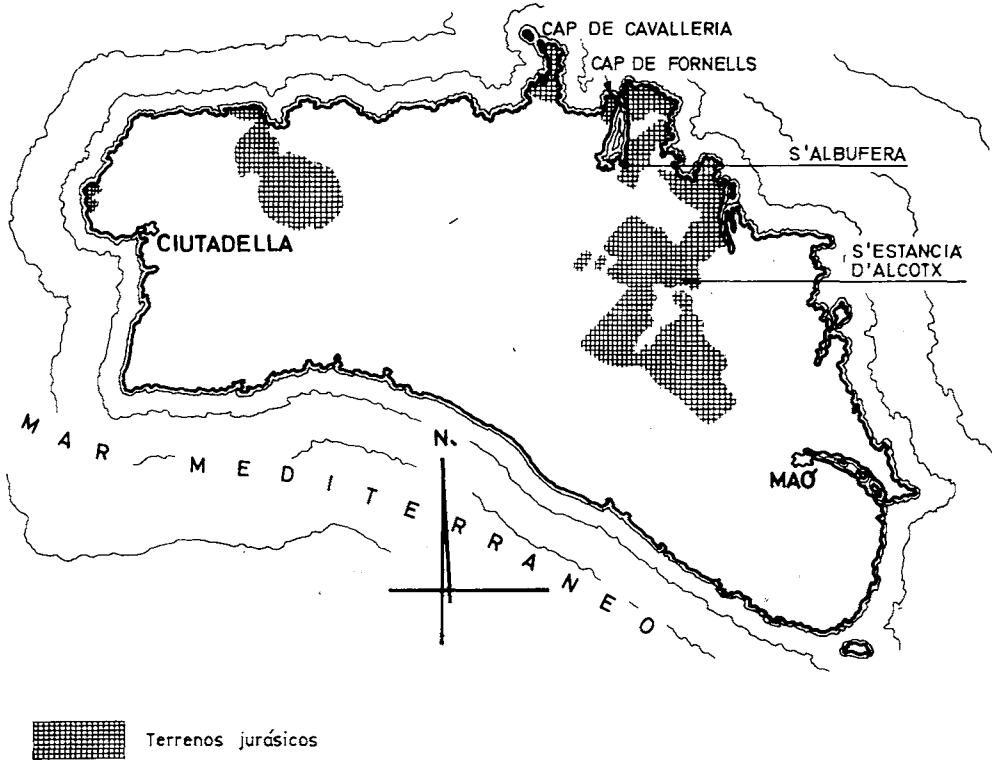 CAP DE CAVALLERIA
CAP DE FORNELLS
S'ALBUFERA
CIUTADELLA
S'ESTANCIA
D'ALCOTX
MAR MEDITERRANEO
N.
MAÓ
Terrenos jurásicos